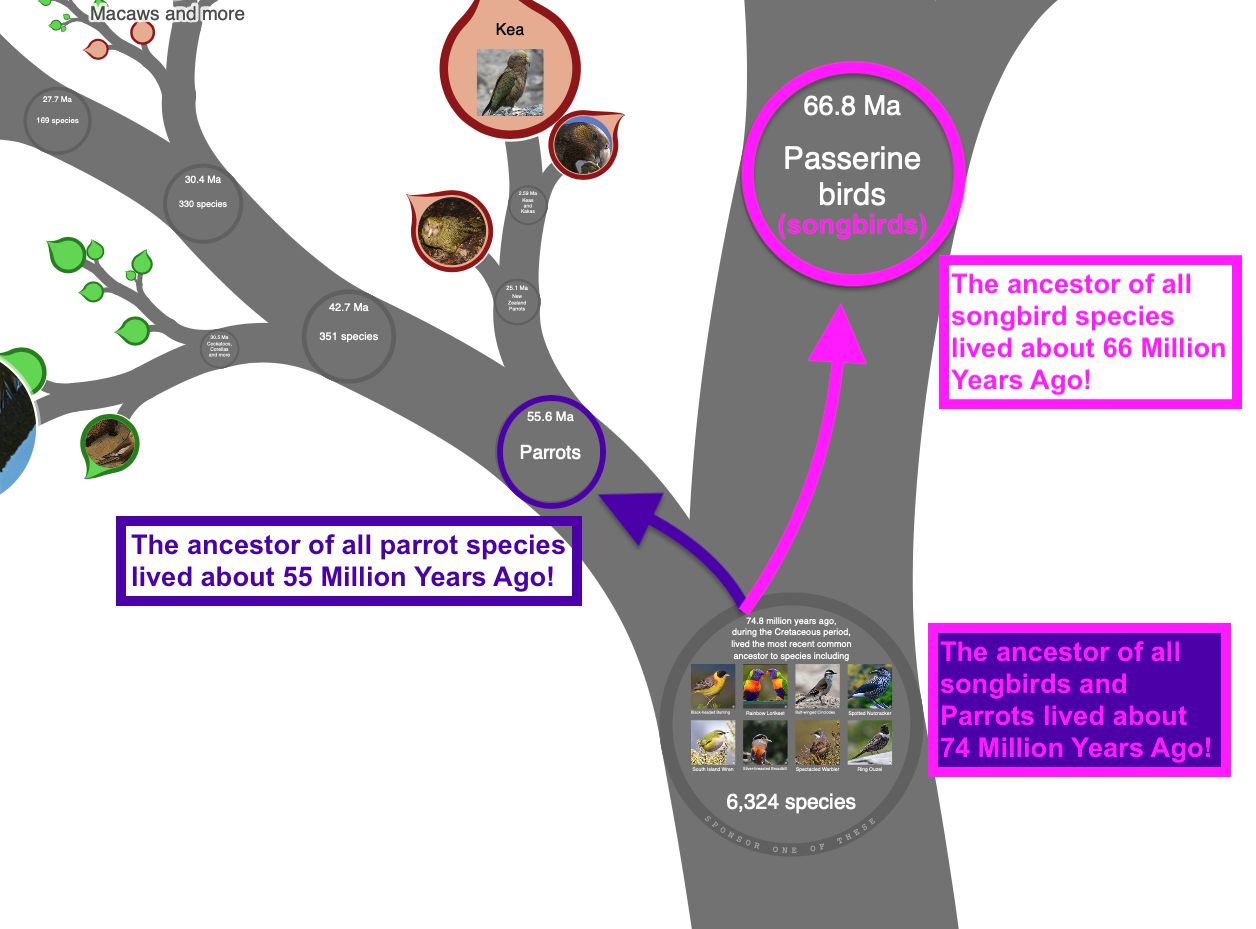 Macaws and more
Kea
27.7 Ma
169 species
30.4 Ma
330 species
2.59 Ma
Keas
and
Kakas
66.8 Ma
Passerine
birds
(songbirds)
The ancestor of all
songbird species
lived about 66 Million
Years Ago!
25.1 Ma
New
Zealand
Parrots
42.7 Ma
351 species
30.5 Ma
Cockatoos,
Corellas
and more
55.6 Ma
Parrots
The ancestor of all parrot species
lived about 55 Million Years Ago!
74.8 million years ago,
during the Cretaceous period,
lived the most recent common
ancestor to species including
Black-headed Bunting Rainbow Lorikeet Buff-winged Cinclodes Spotted Nutcracker
South Island Wren Silver-breasted Broadbill Spectacled Warbler Ring Ouzel
6,324 species
SPONSOR ONE OF THESE
The ancestor of all
songbirds and
Parrots lived about
74 Million Years Ago!